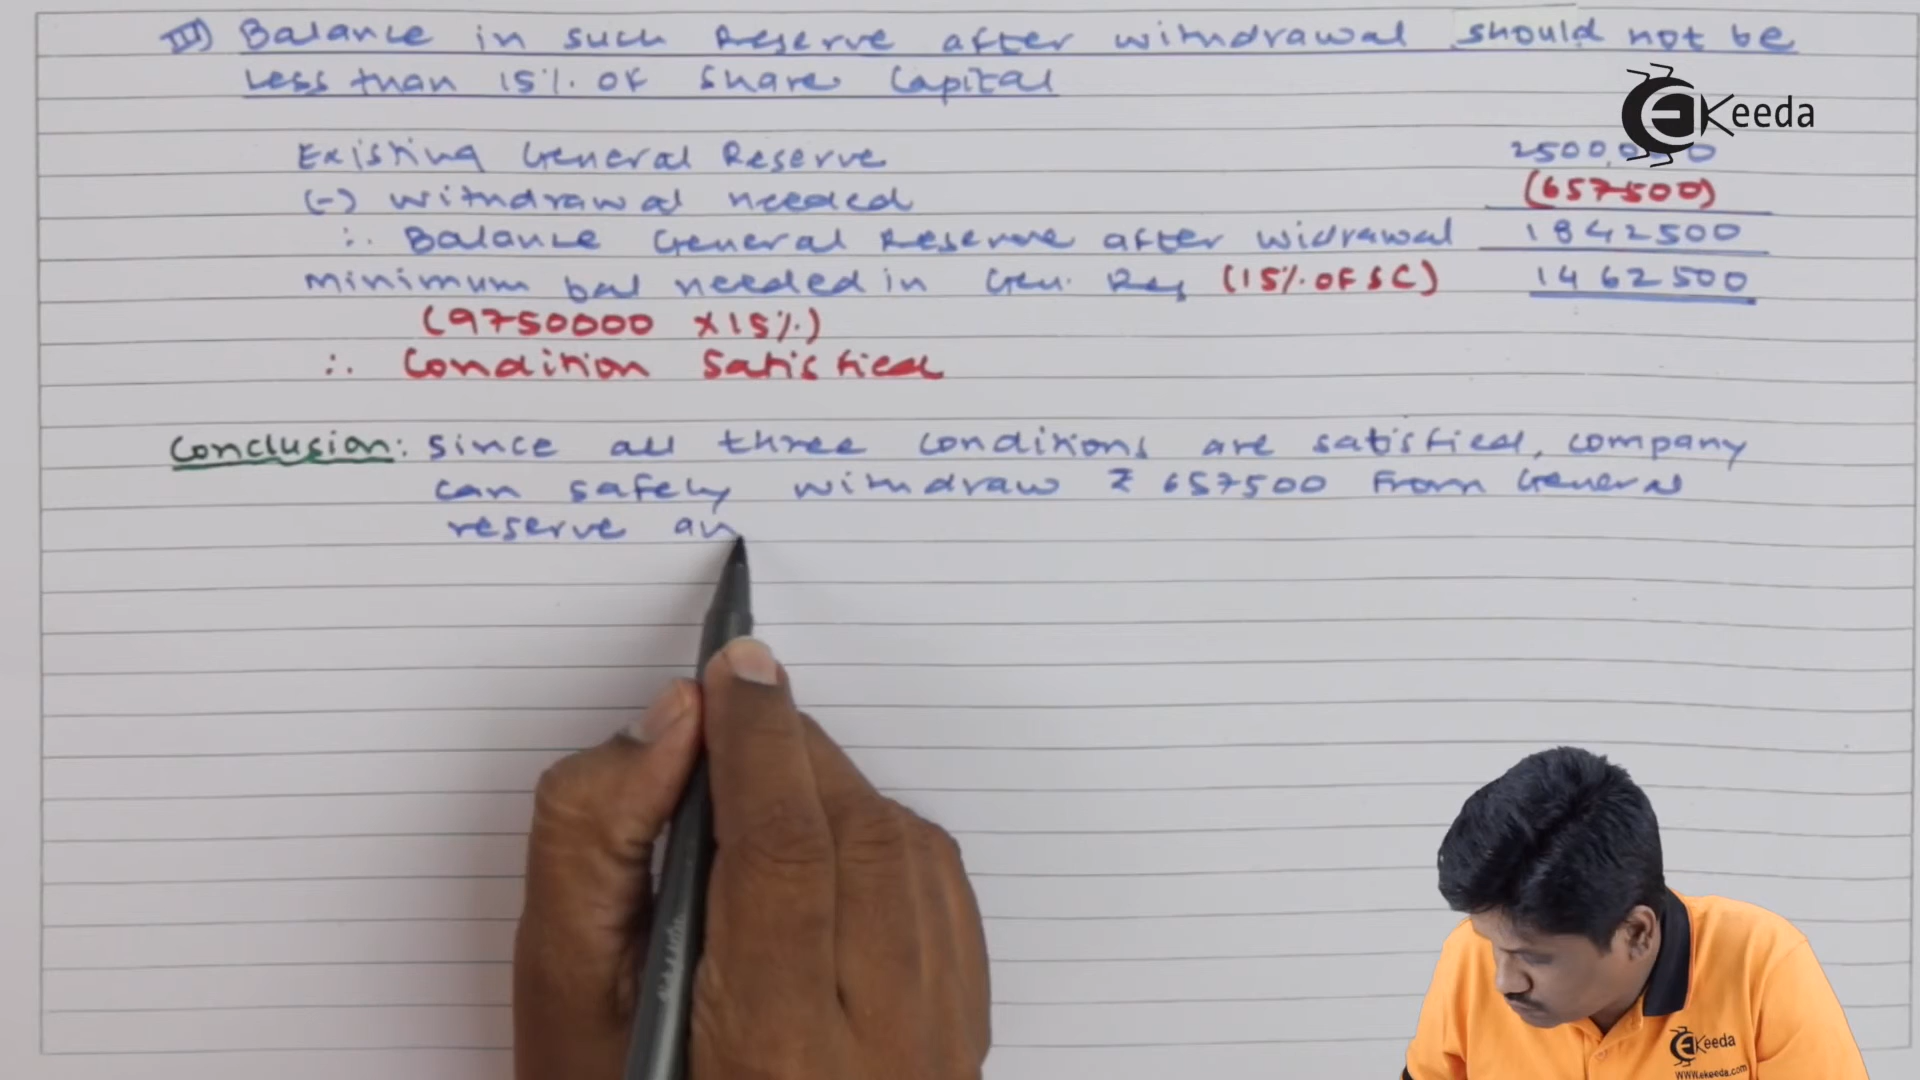 III) Balance in such Reserve after withdrawal should not be
Less than 15% of Share Capital
Ekeeda
Existing General Reserve 2500,000
(-) withdrawal needed (657500)
∴ Balance General Reserve after widrawal 1842500
Minimum bal needed in Gen. Res (15% OF SC) 1462500
(9750000 X 15%)
∴ Condition Satisfied
Conclusion: Since all three conditions are satisfied, company
can safely withdraw ₹ 657500 From General
reserve an
Ekeeda
www.ekeeda.com